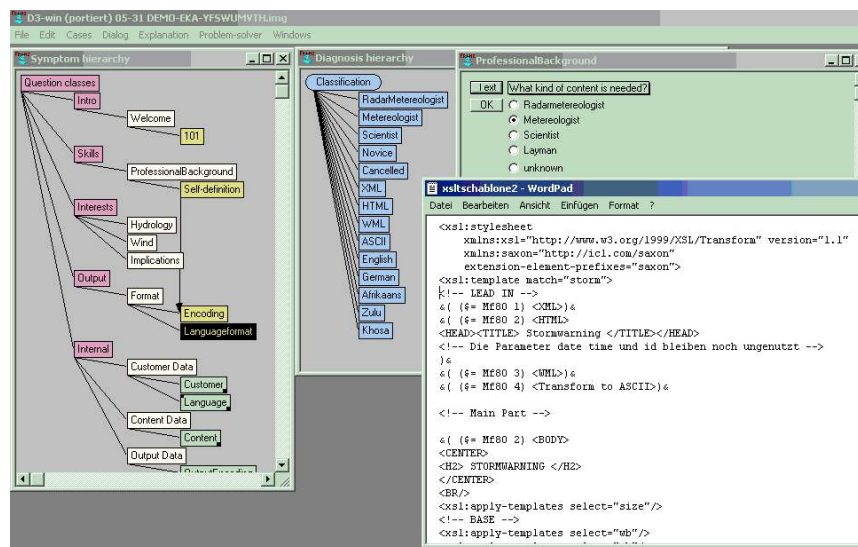 D3-win (portiert) 05-31 DEMO-EKA-YFSWUMVTH.img
File Edit Cases Dialog Explanation Problem-solver Windows
Symptom hierarchy
Question classes
Intro
Welcome
101
Skills
ProfessionalBackground
Self-definition
Interests
Hydrology
Wind
Implications
Output
Format
Encoding
Languageformat
Internal
Customer Data
Customer
Language
Content Data
Content
Output Data
OutputEncoding
Diagnosis hierarchy
Classification
RadarMetereologist
Metereologist
Scientist
Novice
Cancelled
XML
HTML
WML
ASCII
English
German
Afrikaans
Zulu
Khosa
ProfessionalBackground
Text What kind of content is needed?
OK Radarmetereologist
Metereologist
Scientist
Layman
unknown
xsltschablone2 - WordPad
Datei Bearbeiten Ansicht Einfügen Format ?
<xsl:stylesheet
xmlns:xsl="http://www.w3.org/1999/XSL/Transform" version="1.1"
xmlns:saxon="http://icl.com/saxon"
extension-element-prefixes="saxon">
<xsl:template match="storm">
<!-- LEAD IN -->
&( ($= Mf80 1) <XML>)&
&( ($= Mf80 2) <HTML>
<HEAD><TITLE> Stormwarning </TITLE></HEAD>
<!-- Die Parameter date time und id bleiben noch ungenutzt -->
)&
&( ($= Mf80 3) <WML>)&
&( ($= Mf80 4) <Transform to ASCII>)&
<!-- Main Part -->
&( ($= Mf80 2) <BODY>
<CENTER>
<H2> STORMWARNING </H2>
</CENTER>
<BR/>
<xsl:apply-templates select="size"/>
<!-- BASE -->
<xsl:apply-templates select="wb"/>